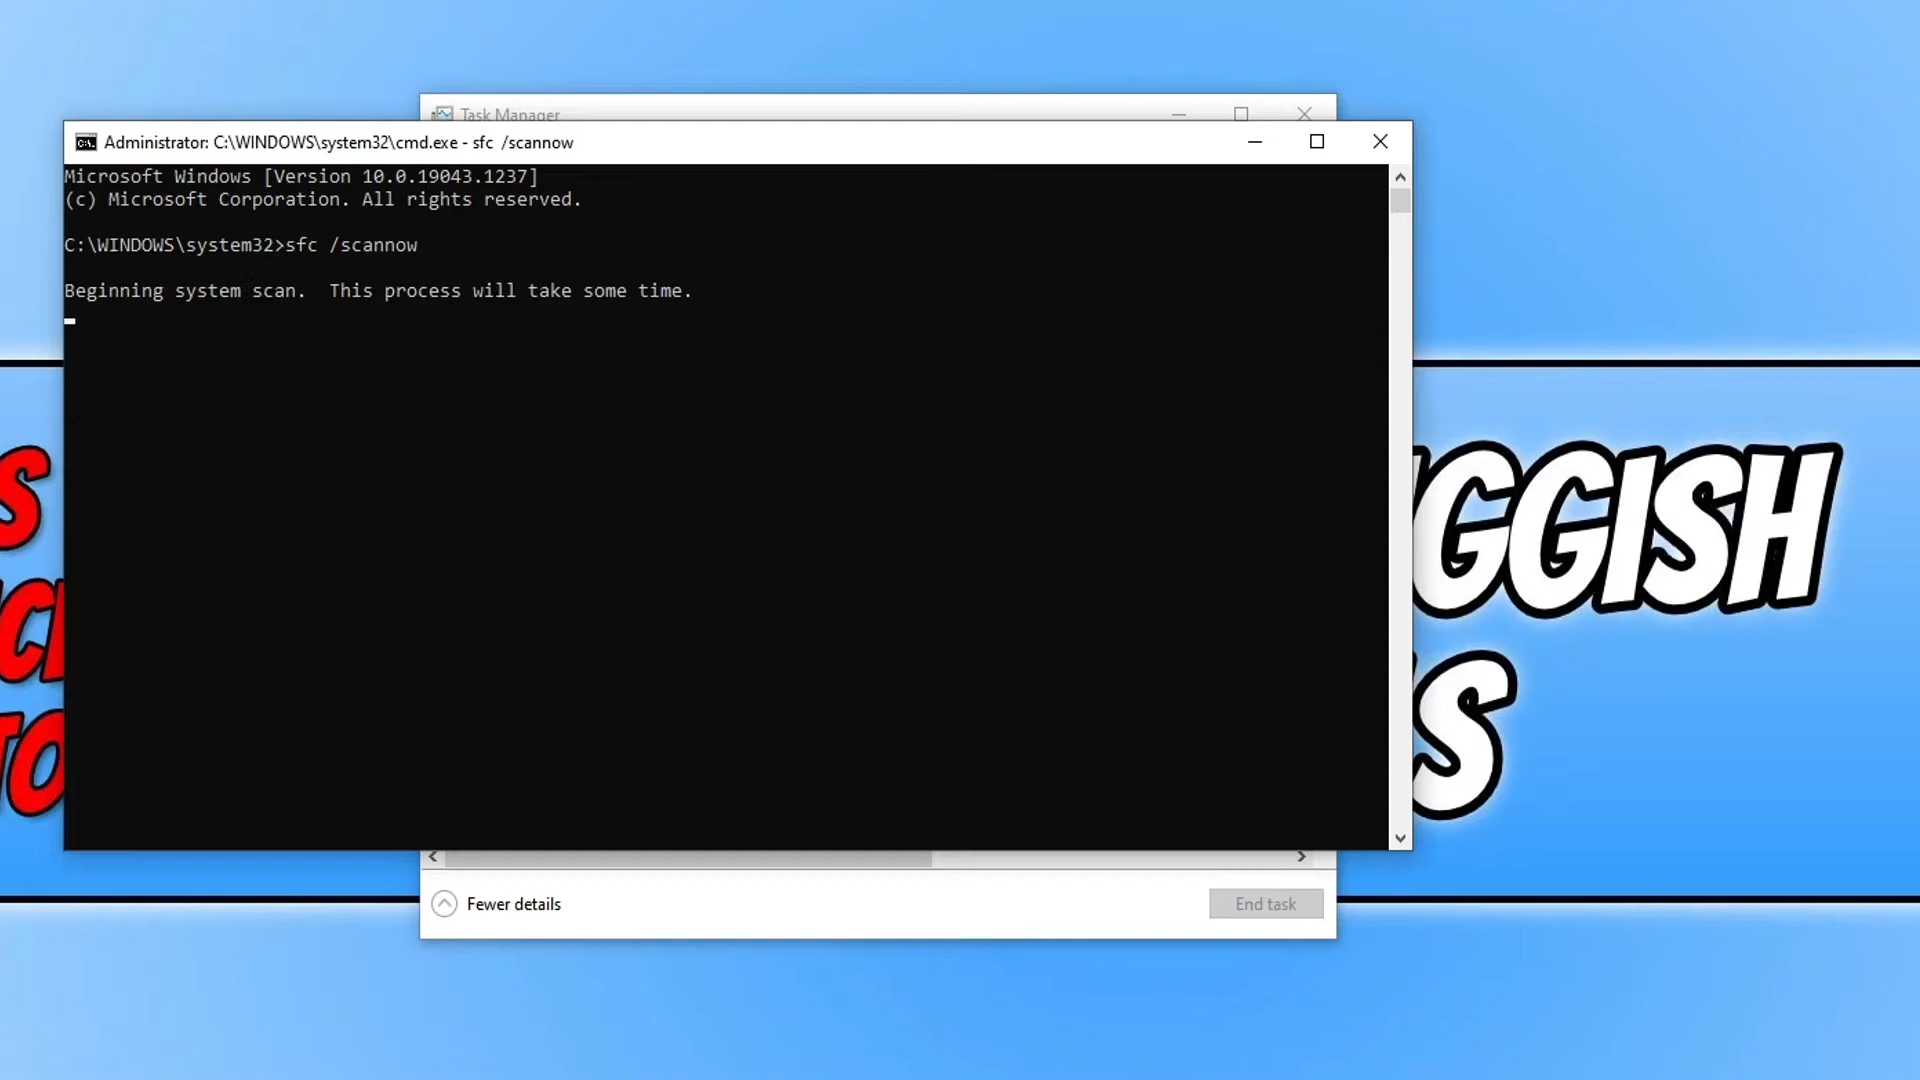 Task Manager
Administrator: C:\WINDOWS\system32\cmd.exe - sfc  /scannow
Microsoft Windows [Version 10.0.19043.1237]
(c) Microsoft Corporation. All rights reserved.
C:\WINDOWS\system32>sfc /scannow
Beginning system scan.  This process will take some time.
GGISH
S
TO
Fewer details
End task